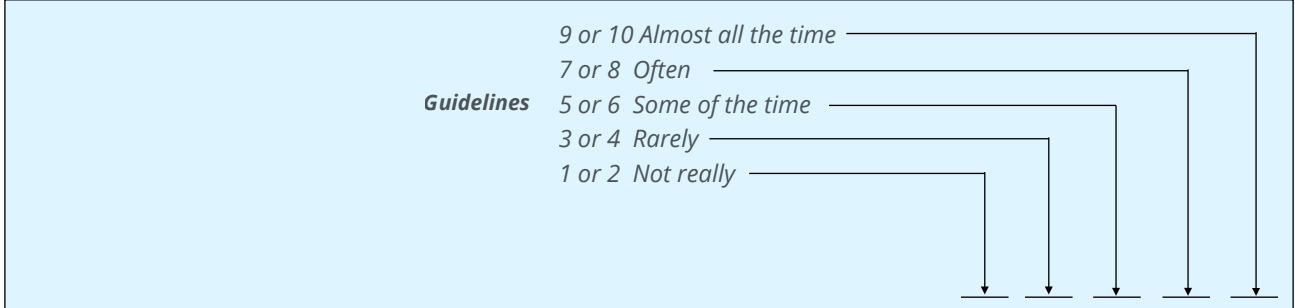 9 or 10 Almost all the time
7 or 8 Often
Guidelines 5 or 6 Some of the time
3 or 4 Rarely
1 or 2 Not really